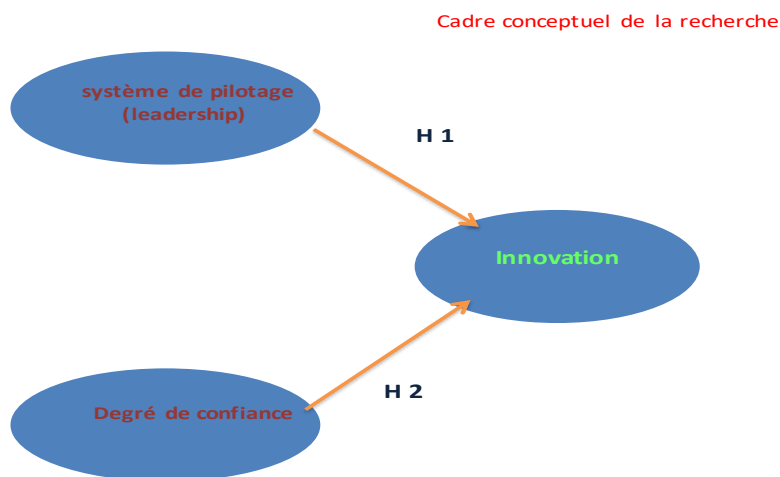 Cadre conceptuel de la recherche
système de pilotage
(leadership)
H 1
Innovation
H 2
Degré de confiance